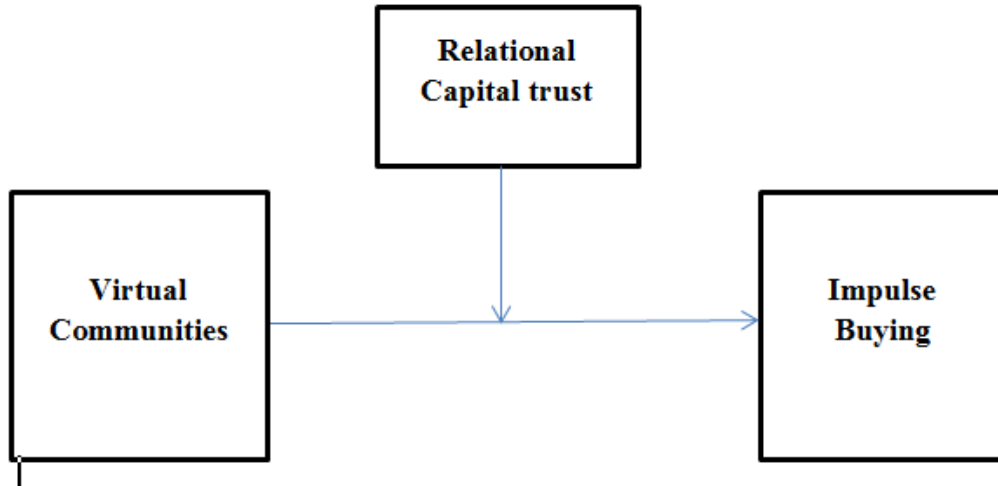 Relational
Capital trust
Virtual
Communities
Impulse
Buying